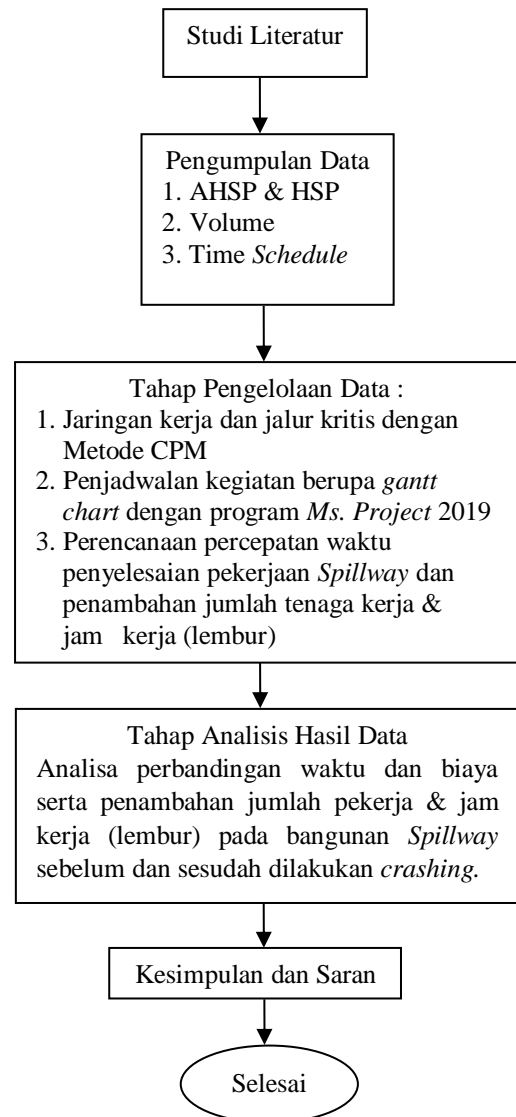 Studi Literatur
Pengumpulan Data
1. AHSP & HSP
2. Volume
3. Time Schedule
Tahap Pengelolaan Data :
1. Jaringan kerja dan jalur kritis dengan
Metode CPM
2. Penjadwalan kegiatan berupa gantt
chart dengan program Ms. Project 2019
3. Perencanaan percepatan waktu
penyelesaian pekerjaan Spillway dan
penambahan jumlah tenaga kerja &
jam kerja (lembur)
Tahap Analisis Hasil Data
Analisa perbandingan waktu dan biaya
serta penambahan jumlah pekerja & jam
kerja (lembur) pada bangunan Spillway
sebelum dan sesudah dilakukan crashing.
Kesimpulan dan Saran
Selesai